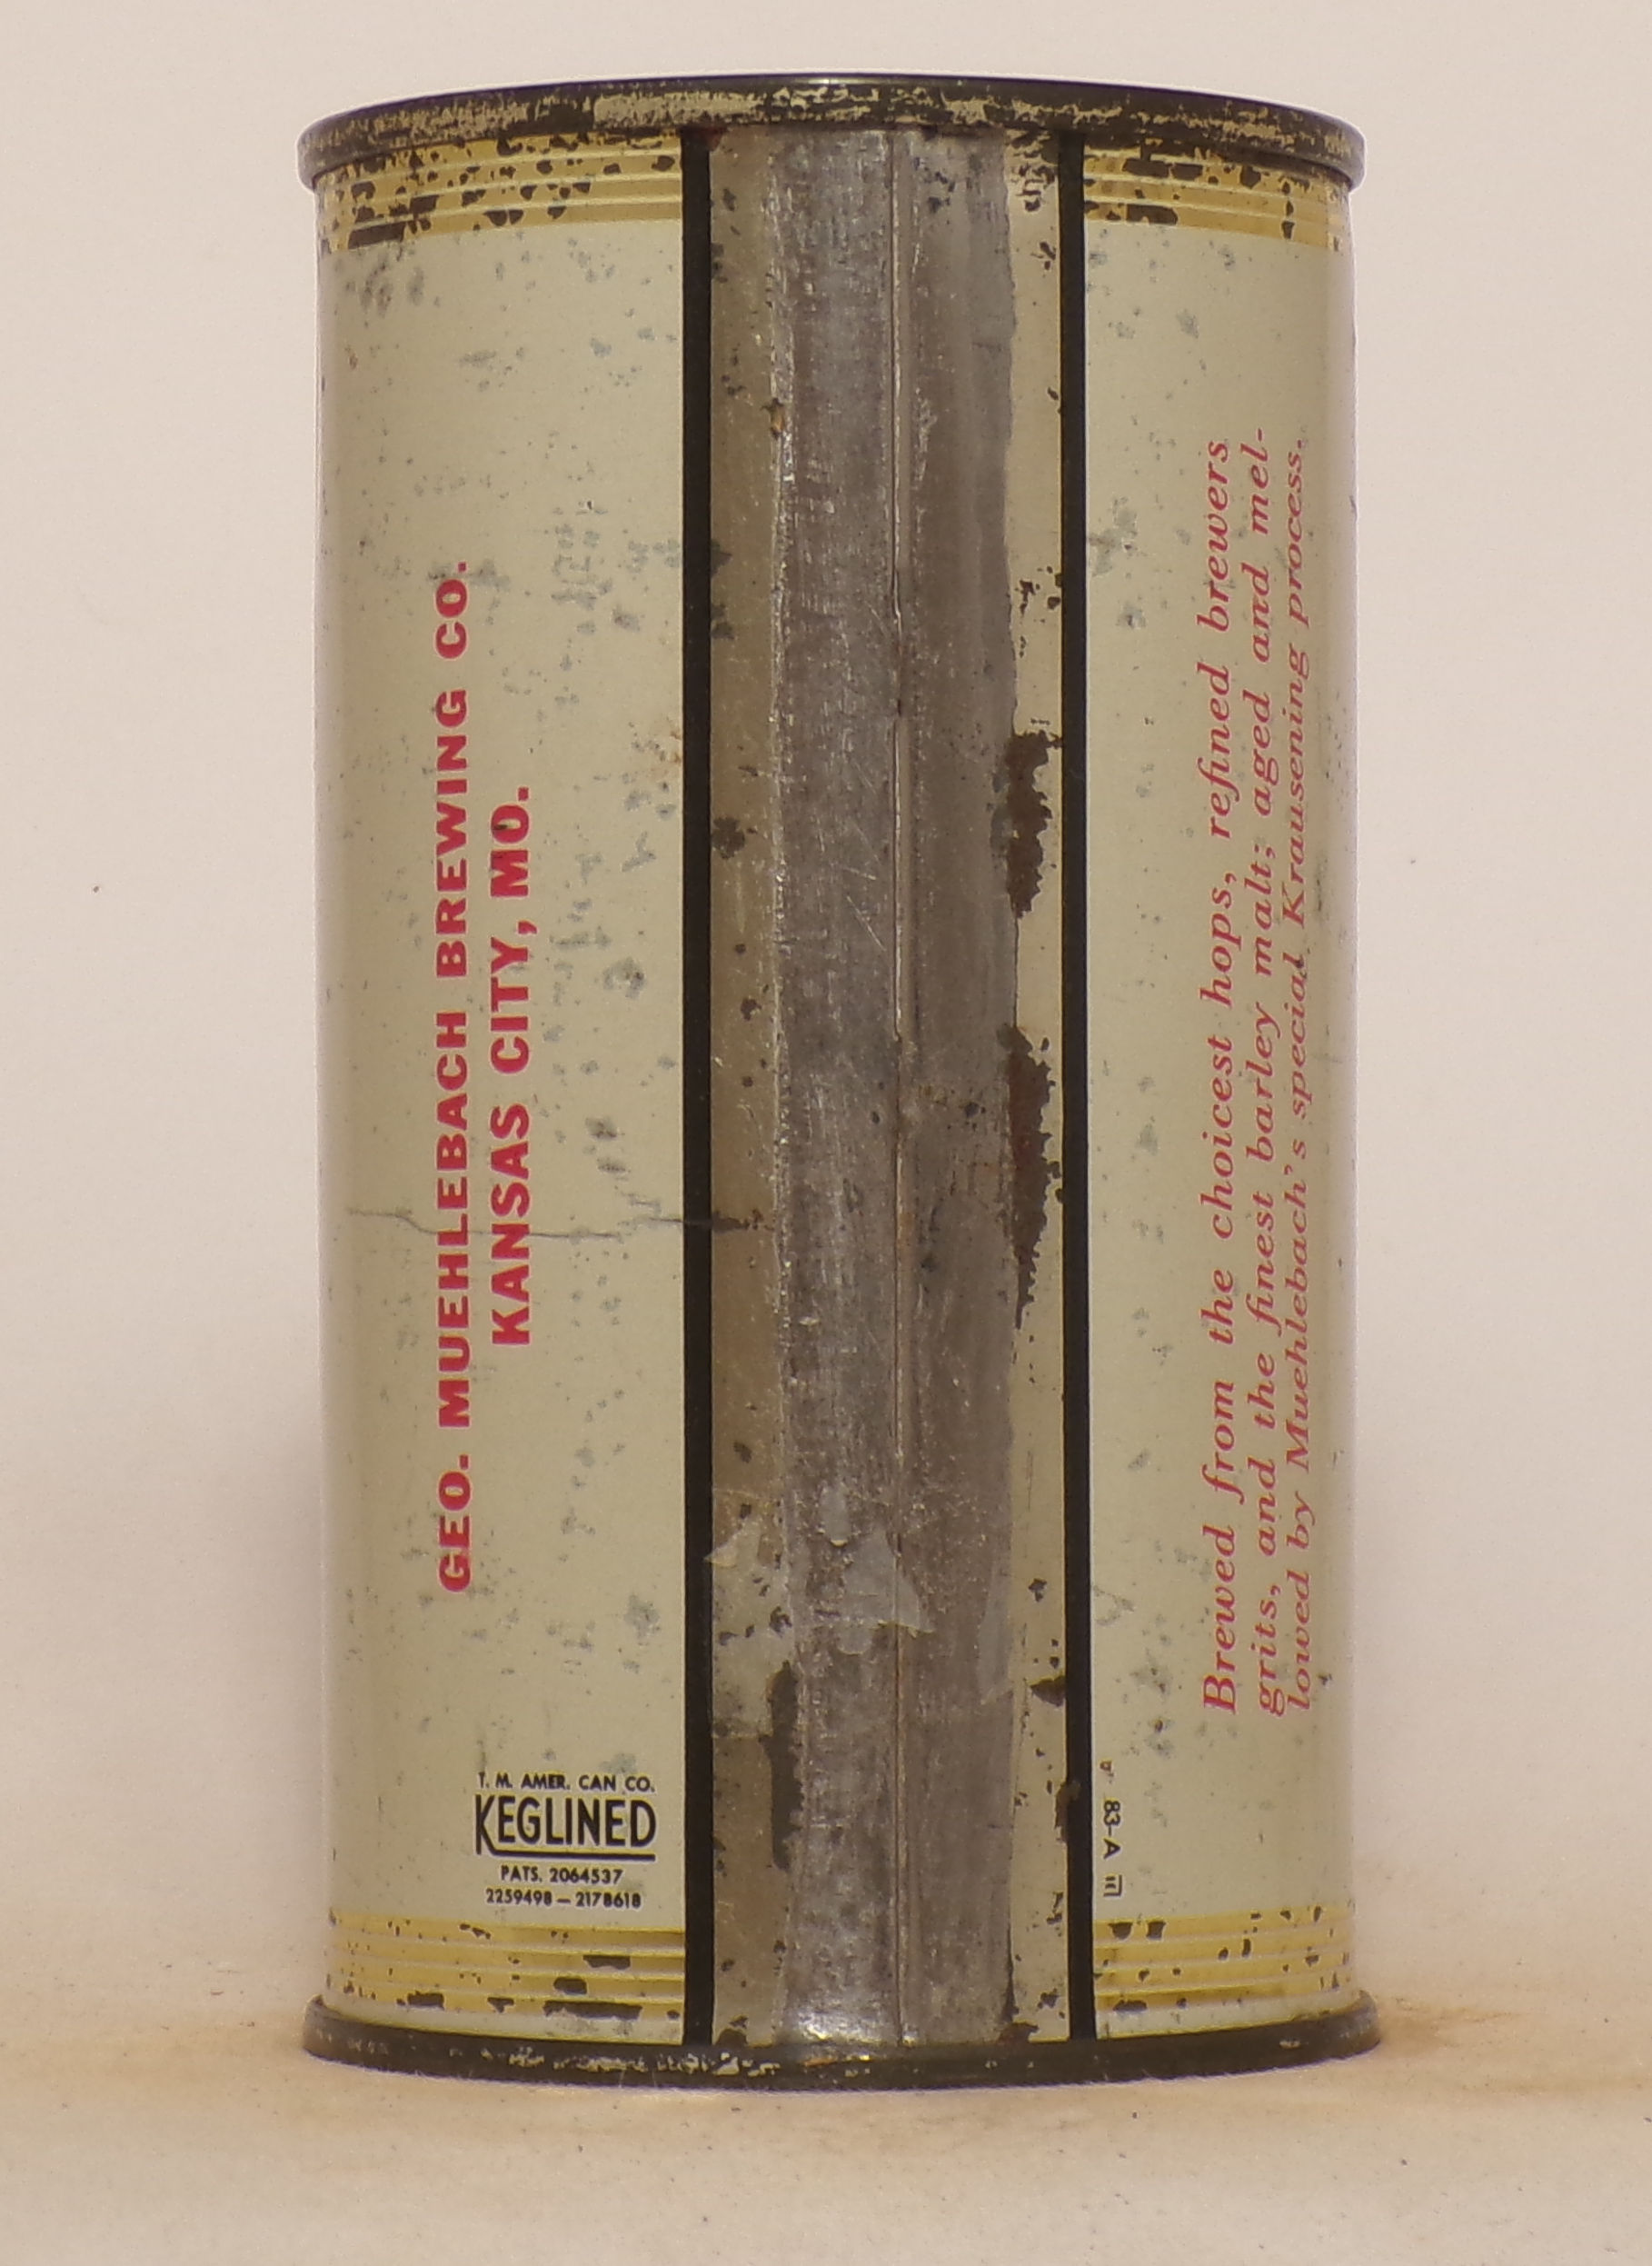 GEO. MUEHLEBACH BREWING CO.
KANSAS CITY, MO.
T. M. AMER. CAN CO.
KEGLINED
PATS. 2064537
2259498 — 2178618
Brewed from the choicest hops, refined brewers
grits, and the finest barley malt; aged and mel-
lowed by Muehlebach's special Krausening process.
83-A